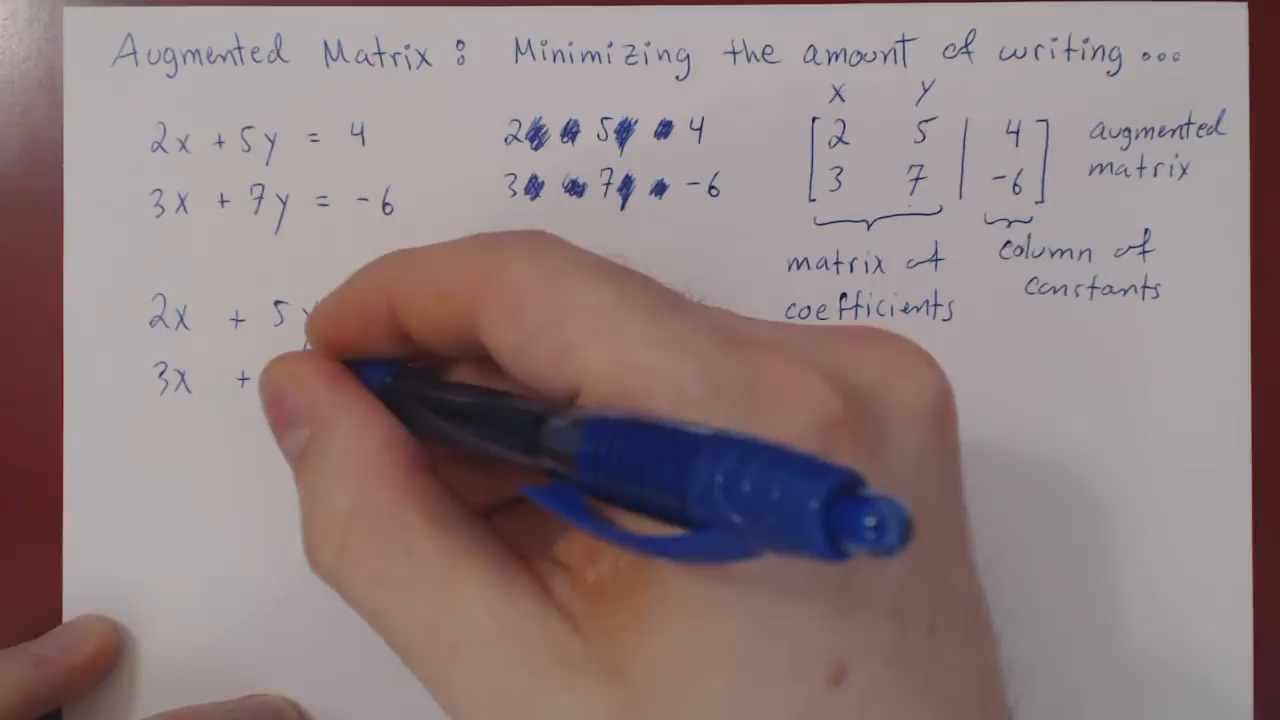 Augmented Matrix: Minimizing the amount of writing...
2x + 5y = 4
3x + 7y = -6
2 5 4
3 7 -6
x y
[2 5 | 4]
[3 7 | -6]
augmented
matrix
matrix of
coefficients
column of
constants
2x + 5y
3x +